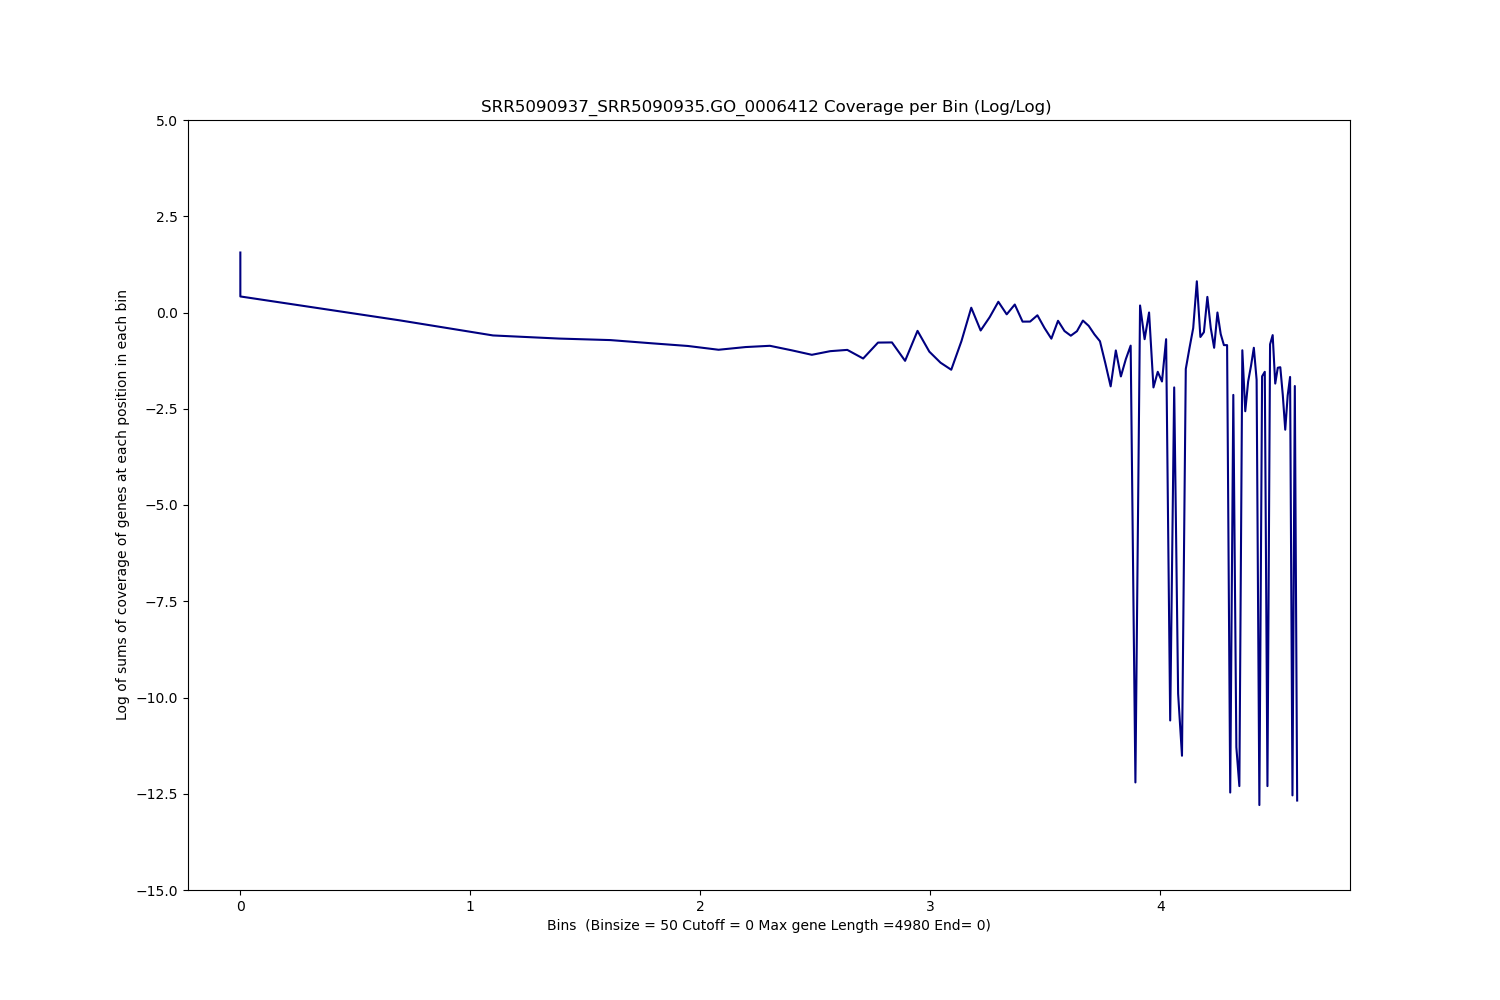 SRR5090937_SRR5090935.GO_0006412 Coverage per Bin (Log/Log)
Log of sums of coverage of genes at each position in each bin
5.0
2.5
0.0
−2.5
−5.0
−7.5
−10.0
−12.5
−15.0
0 1 2 3 4
Bins  (Binsize = 50 Cutoff = 0 Max gene Length =4980 End= 0)